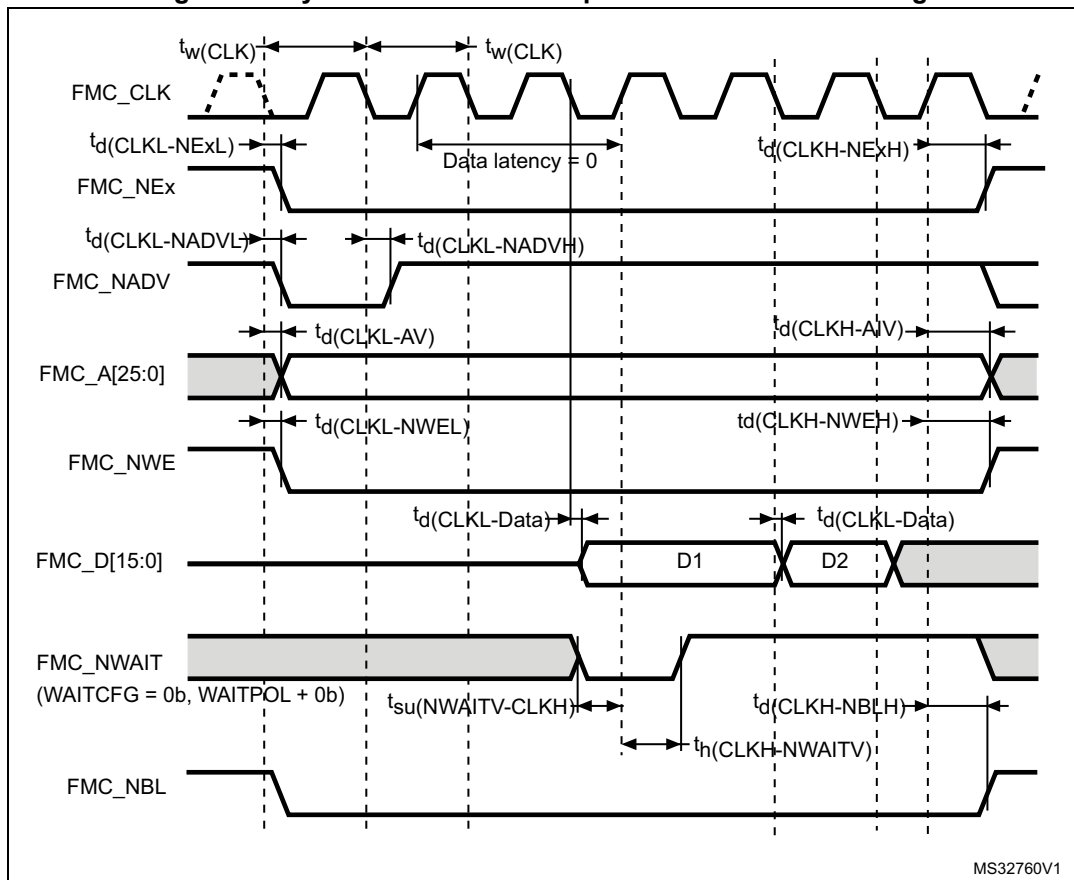 tw(CLK) tw(CLK)
FMC_CLK
td(CLKL-NExL) Data latency = 0 td(CLKH-NExH)
FMC_NEx
td(CLKL-NADVL) td(CLKL-NADVH)
FMC_NADV
td(CLKL-AV) td(CLKH-AIV)
FMC_A[25:0]
td(CLKL-NWEL) td(CLKH-NWEH)
FMC_NWE
td(CLKL-Data) td(CLKL-Data)
FMC_D[15:0] D1 D2
FMC_NWAIT
(WAITCFG = 0b, WAITPOL + 0b)
tsu(NWAITV-CLKH) td(CLKH-NBLH)
th(CLKH-NWAITV)
FMC_NBL
MS32760V1